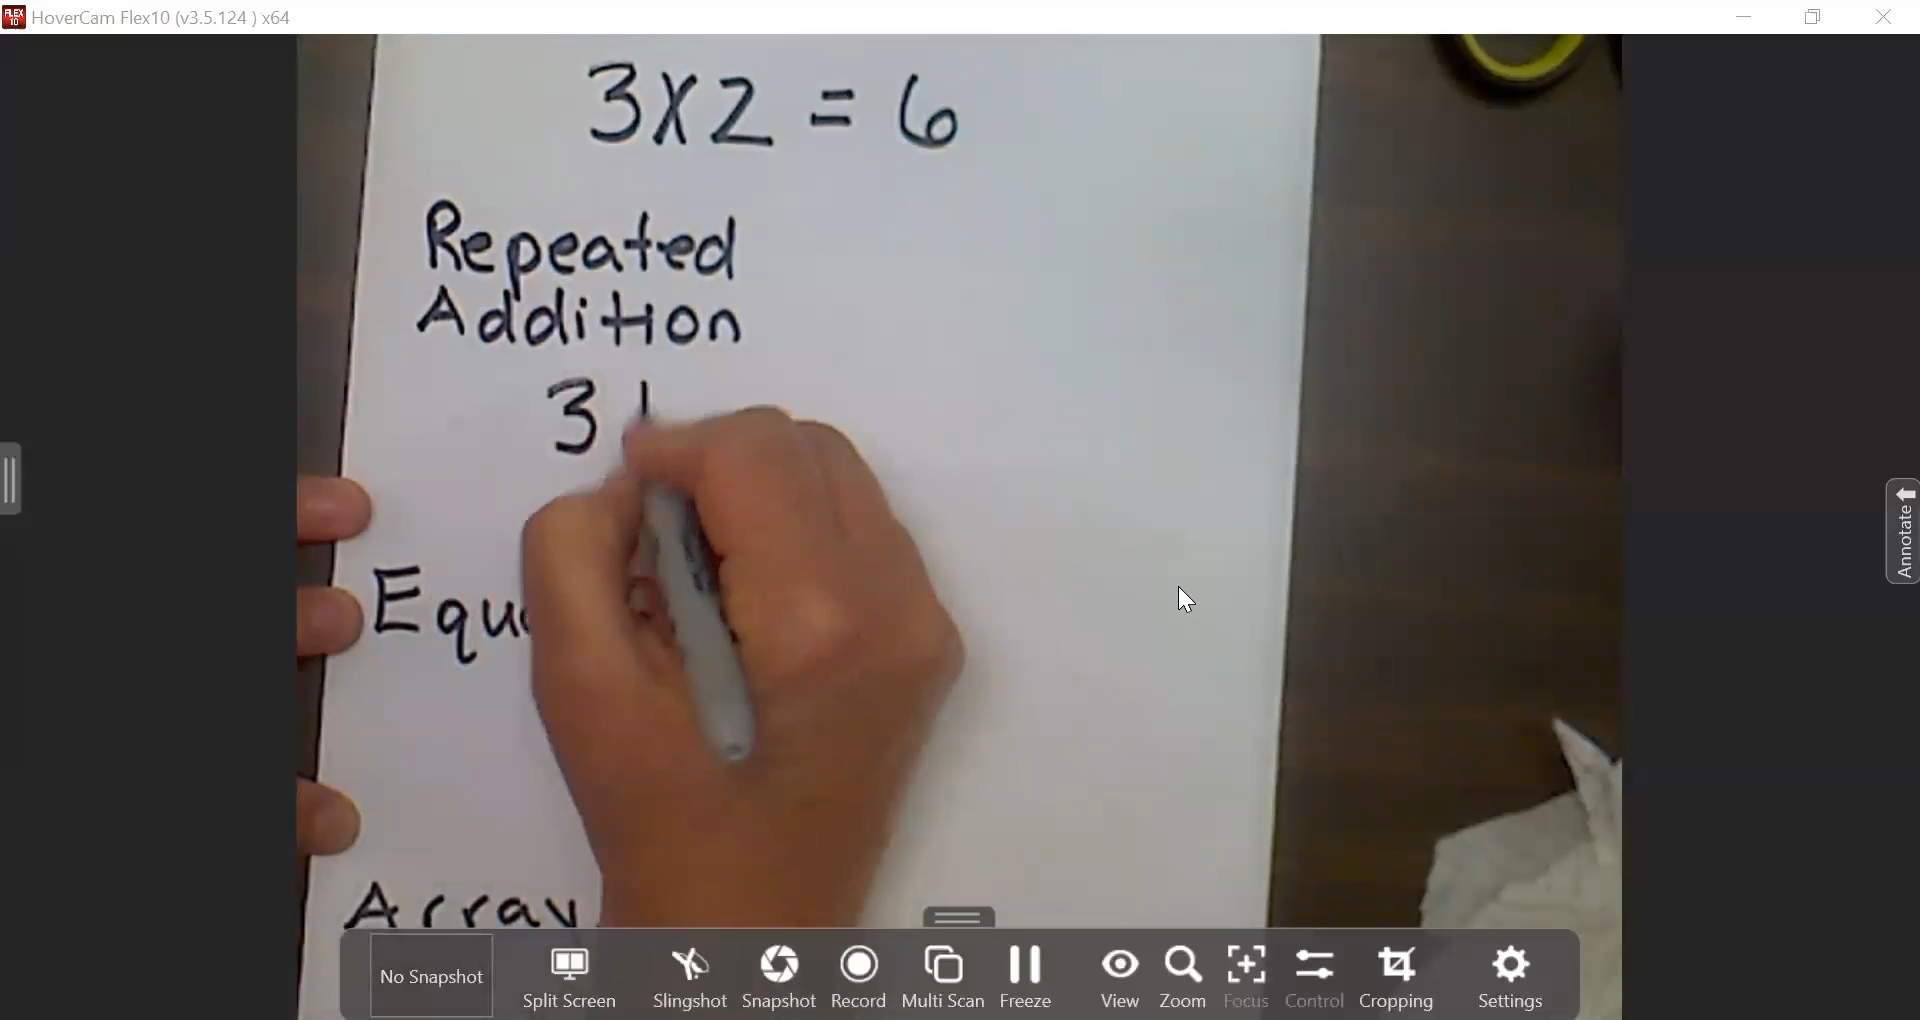 HoverCam Flex10 (v3.5.124 ) x64
3X2 = 6
Repeated
Addition
3
Annotate
Array
No Snapshot
Split Screen
Slingshot
Snapshot
Record
Multi Scan
Freeze
View
Zoom
Focus
Control
Cropping
Settings